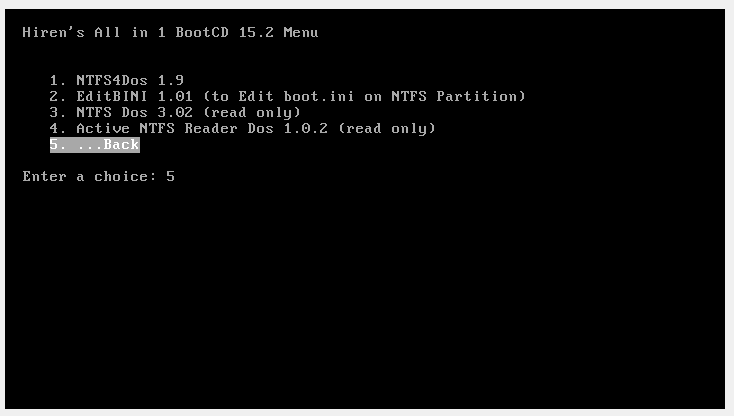 Hiren's All in 1 BootCD 15.2 Menu
1. NTFS4Dos 1.9
2. EditBINI 1.01 (to Edit boot.ini on NTFS Partition)
3. NTFS Dos 3.02 (read only)
4. Active NTFS Reader Dos 1.0.2 (read only)
5. ...Back
Enter a choice: 5